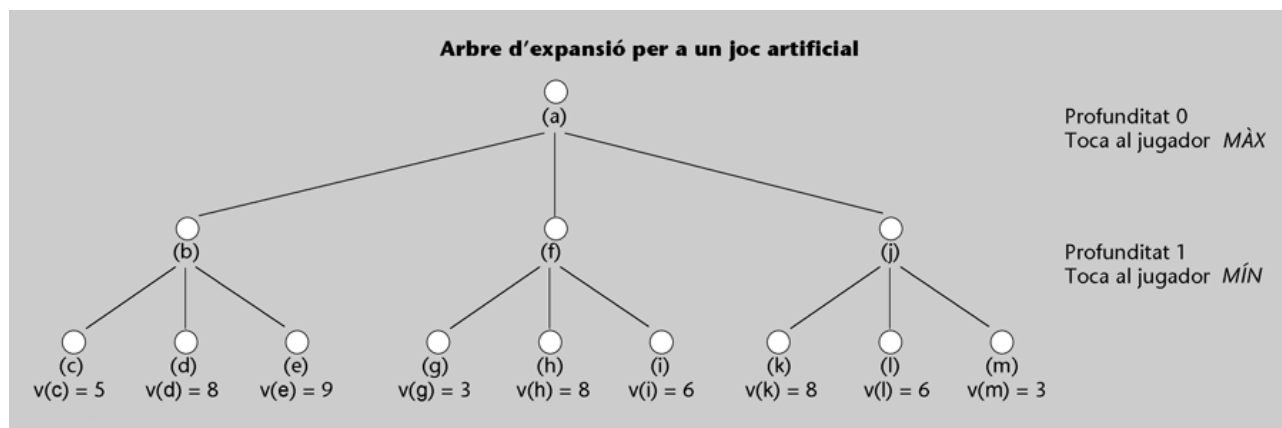 Arbre d'expansió per a un joc artificial
(a)
Profunditat 0
Toca al jugador MÀX
(b)
(f)
(j)
Profunditat 1
Toca al jugador MÍN
(c)
(d)
(e)
(g)
(h)
(i)
(k)
(l)
(m)
v(c) = 5
v(d) = 8
v(e) = 9
v(g) = 3
v(h) = 8
v(i) = 6
v(k) = 8
v(l) = 6
v(m) = 3